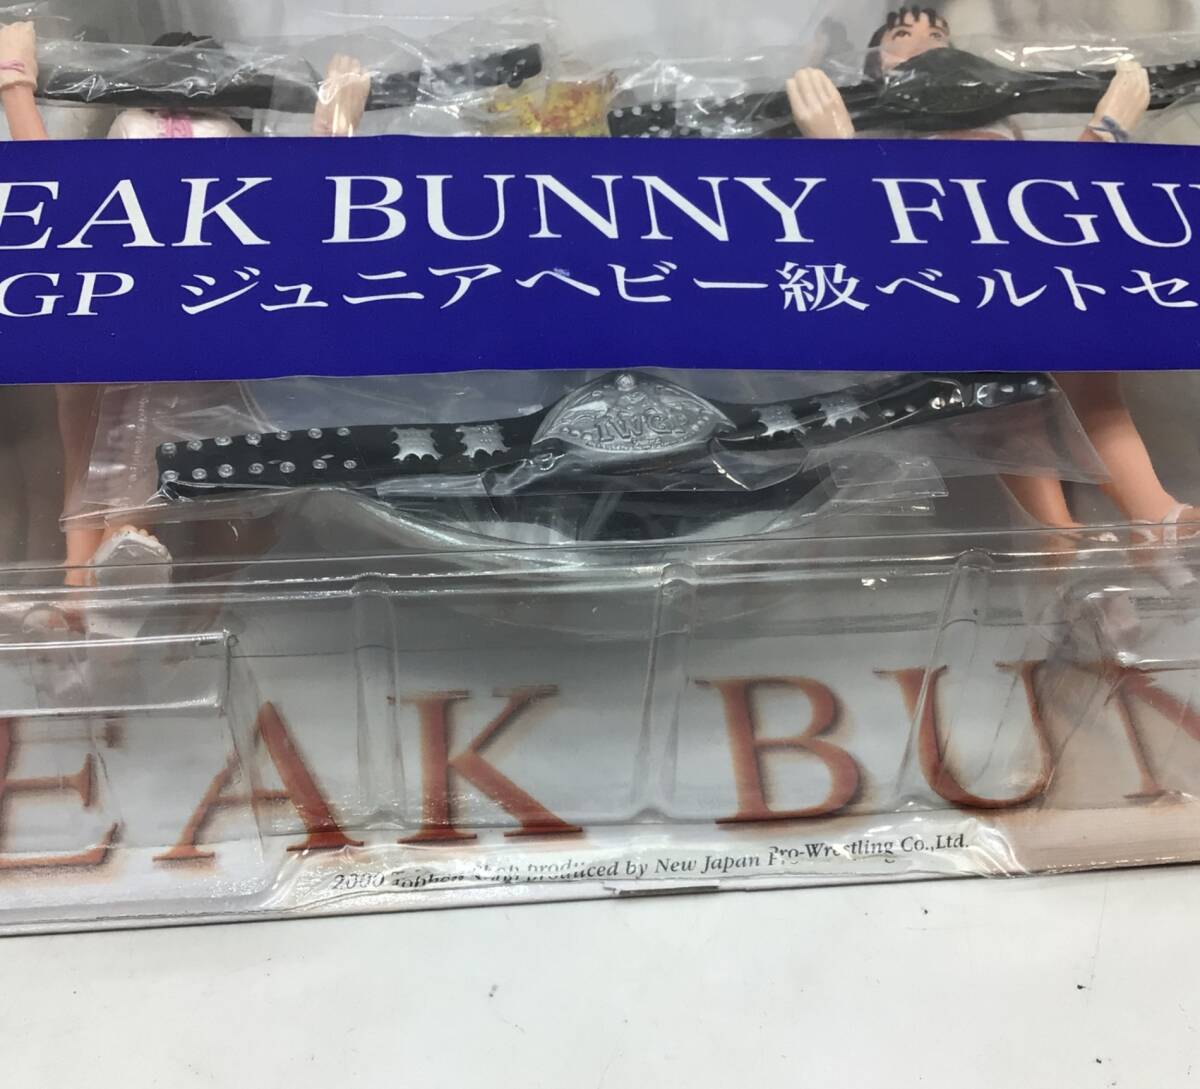 EAK BUNNY FIGU
GP ジュニアヘビー級ベルトセ
IWGP
EAK BUN
2000 Shop produced by New Japan Pro-Wrestling Co.,Ltd.